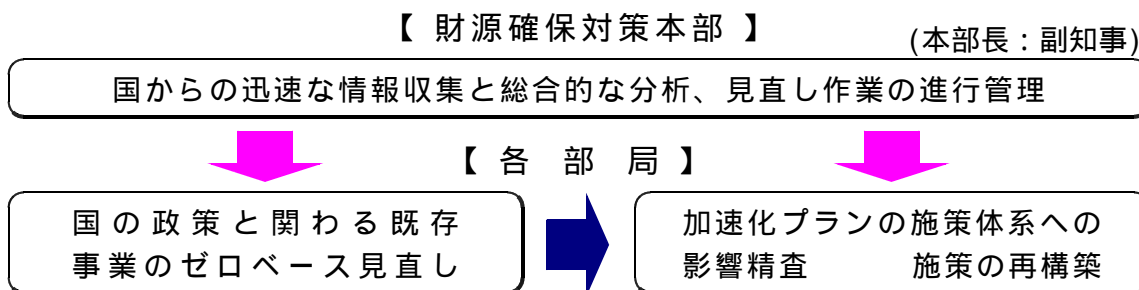 【 財源確保対策本部 】
(本部長：副知事)
国からの迅速な情報収集と総合的な分析、見直し作業の進行管理
【 各 部 局 】
国の政策と関わる既存
事業のゼロベース見直し
加速化プランの施策体系への
影響精査 施策の再構築